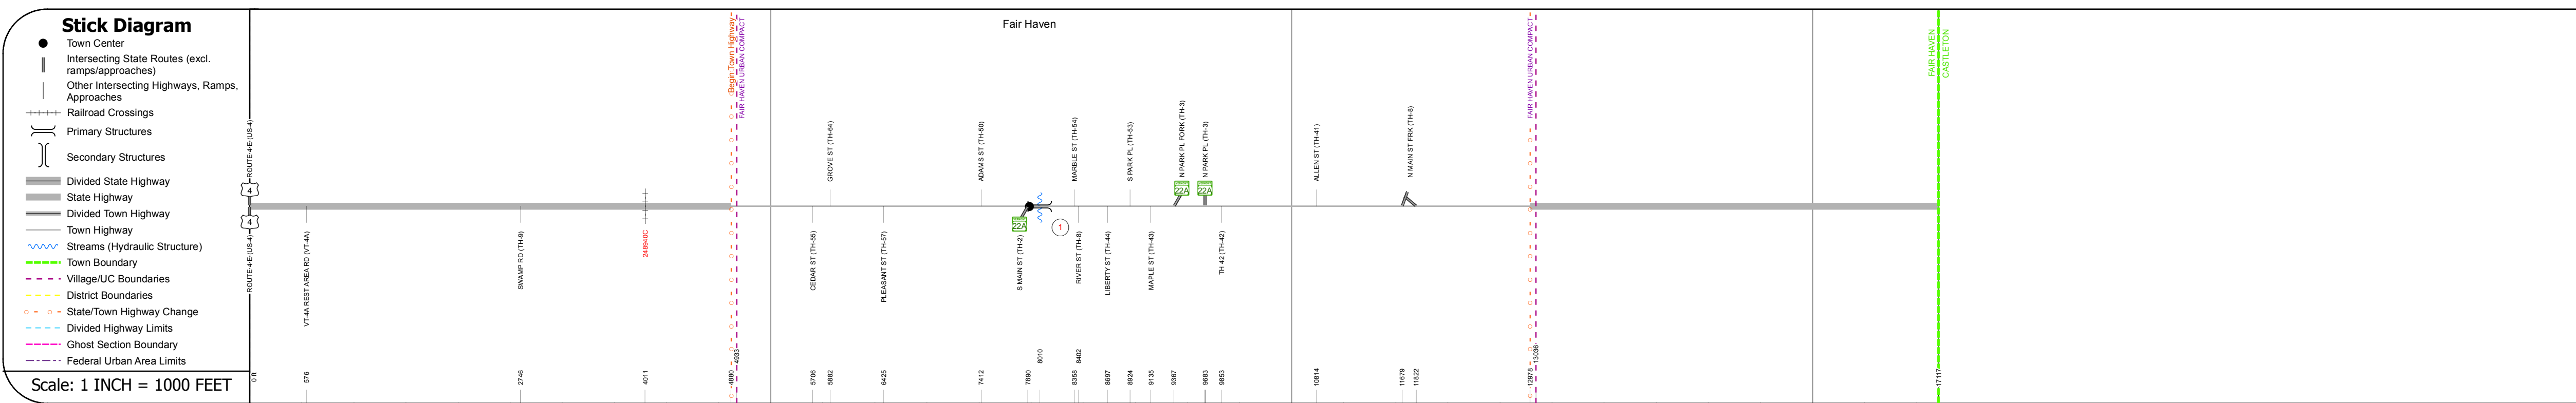 Stick Diagram
Town Center
Intersecting State Routes (excl.
ramps/approaches)
Other Intersecting Highways, Ramps,
Approaches
Railroad Crossings
Primary Structures
Secondary Structures
Divided State Highway
State Highway
Divided Town Highway
Town Highway
Streams (Hydraulic Structure)
Town Boundary
Village/UC Boundaries
District Boundaries
State/Town Highway Change
Divided Highway Limits
Ghost Section Boundary
Federal Urban Area Limits
Scale: 1 INCH = 1000 FEET
Fair Haven
ROUTE-4-E-(US-4)
4
4
ROUTE-4-E-(US-4)
VT-4A REST AREA RD (VT-4A)
SWAMP RD (TH-9)
248940C
Begin Town Highway
FAIR HAVEN URBAN COMPACT
CEDAR ST (TH-55)
GROVE ST (TH-64)
PLEASANT ST (TH-57)
ADAMS ST (TH-50)
22A
S MAIN ST (TH-2)
1
MARBLE ST (TH-54)
RIVER ST (TH-8)
LIBERTY ST (TH-44)
S PARK PL (TH-53)
MAPLE ST (TH-43)
N PARK PL FORK (TH-3)
22A
N PARK PL (TH-3)
22A
TH 42 (TH-42)
ALLEN ST (TH-41)
N MAIN ST FRK (TH-8)
FAIR HAVEN URBAN COMPACT
FAIR HAVEN
CASTLETON
0 ft
576
2746
4011
4880
4933
5706
5882
6425
7412
7890
8010
8358
8402
8697
8924
9135
9367
9683
9853
10814
11679
11822
12978
13036
17117